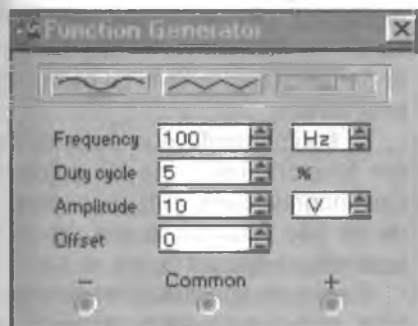 Function Generator
Frequency 100 Hz
Duty cycle 5 %
Amplitude 10 V
Offset 0
− Common +